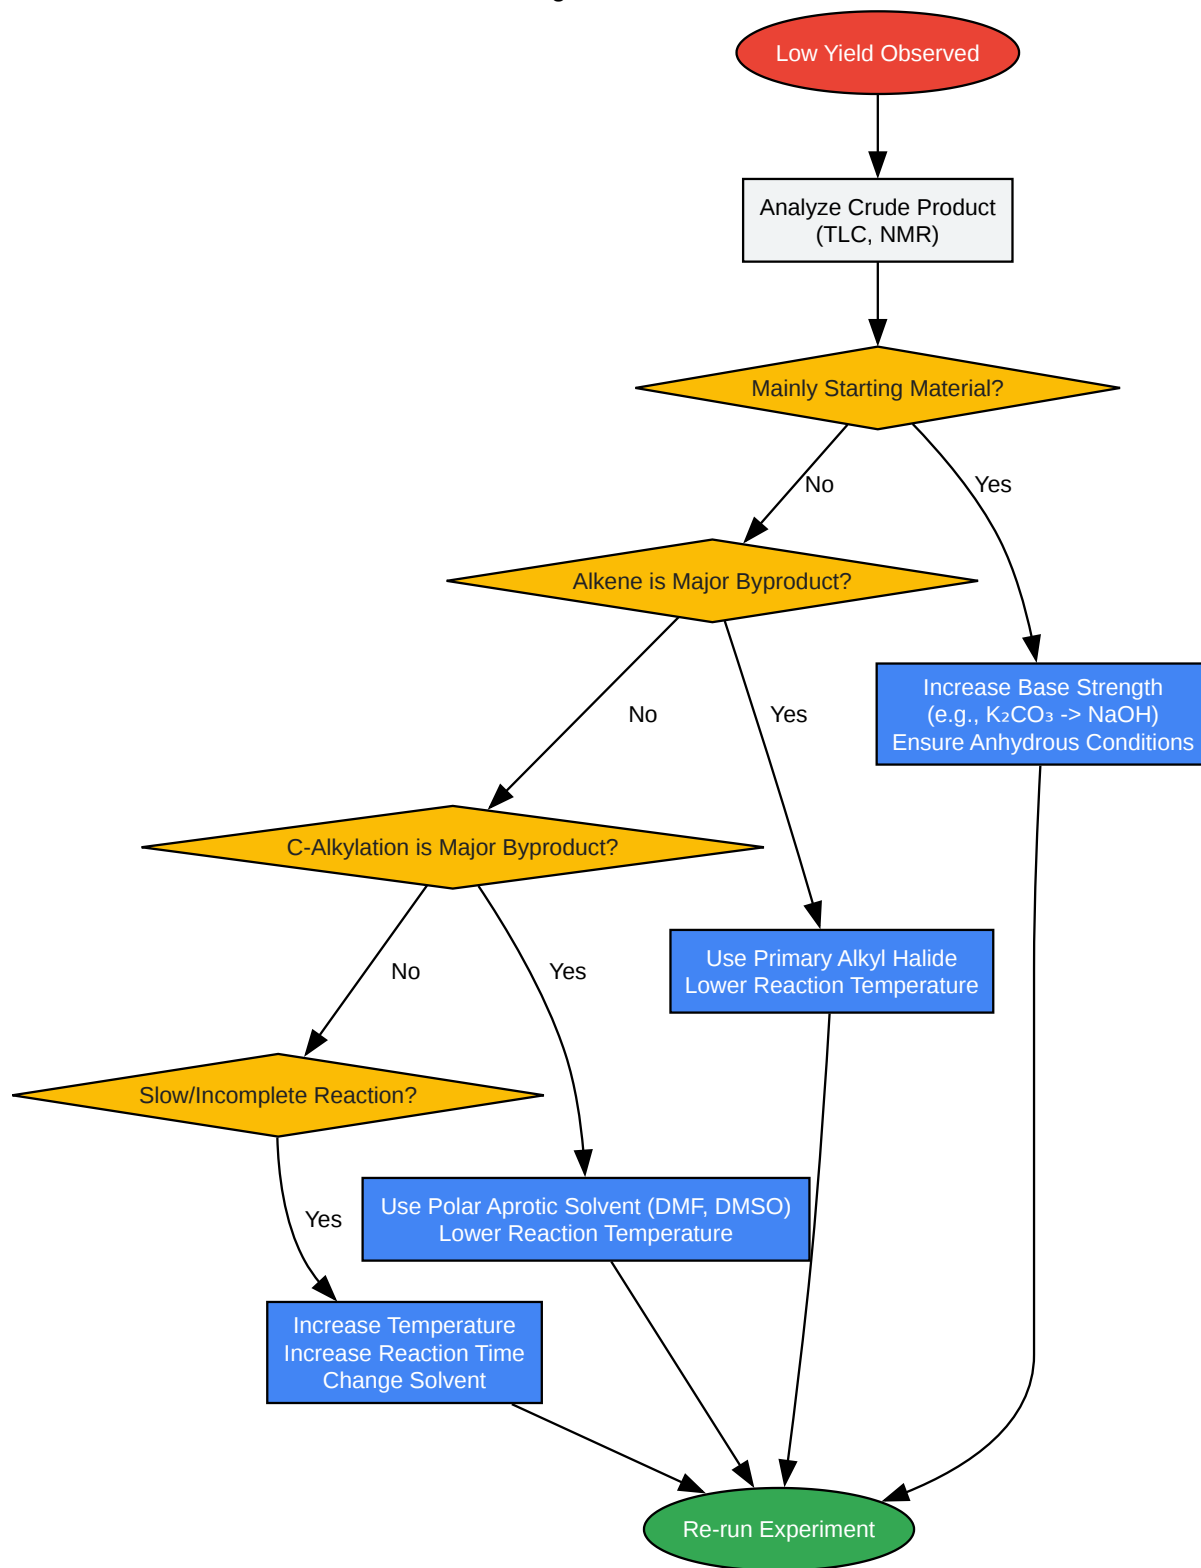 Low Yield Observed
Analyze Crude Product
(TLC, NMR)
Mainly Starting Material?
No
Yes
Alkene is Major Byproduct?
Increase Base Strength
(e.g., K₂CO₃ -> NaOH)
Ensure Anhydrous Conditions
No
Yes
C-Alkylation is Major Byproduct?
Use Primary Alkyl Halide
Lower Reaction Temperature
No
Yes
Slow/Incomplete Reaction?
Use Polar Aprotic Solvent (DMF, DMSO)
Lower Reaction Temperature
Yes
Increase Temperature
Increase Reaction Time
Change Solvent
Re-run Experiment